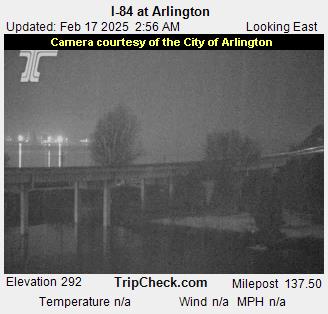 I-84 at Arlington
Updated: Feb 17 2025 2:56 AM Looking East
Camera courtesy of the City of Arlington
Elevation 292 TripCheck.com Milepost 137.50
Temperature n/a Wind n/a MPH n/a